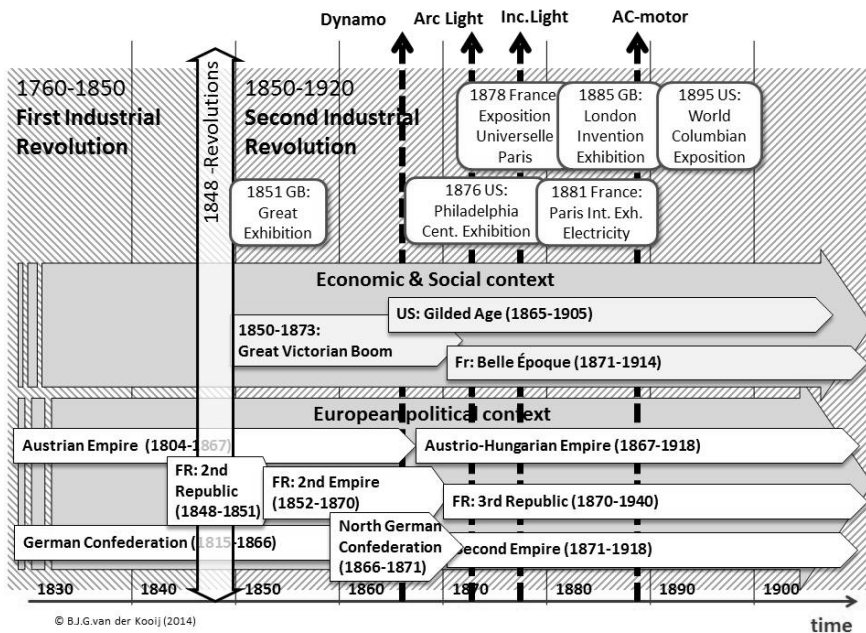 Dynamo
Arc Light
Inc.Light
AC-motor
1760-1850
First Industrial
Revolution
1848 -Revolutions
1850-1920
Second Industrial
Revolution
1878 France
Exposition
Universelle
Paris
1885 GB:
London
Invention
Exhibition
1895 US:
World
Columbian
Exposition
1851 GB:
Great
Exhibition
1876 US:
Philadelphia
Cent. Exhibition
1881 France:
Paris Int. Exh.
Electricity
Economic & Social context
US: Gilded Age (1865-1905)
1850-1873:
Great Victorian Boom
Fr: Belle Époque (1871-1914)
European political context
Austrian Empire (1804-1867)
Austrio-Hungarian Empire (1867-1918)
FR: 2nd
Republic
(1848-1851)
FR: 2nd Empire
(1852-1870)
FR: 3rd Republic (1870-1940)
German Confederation (1815-1866)
North German
Confederation
(1866-1871)
Second Empire (1871-1918)
1830 1840 1850 1860 1870 1880 1890 1900
© B.J.G.van der Kooij (2014)
time